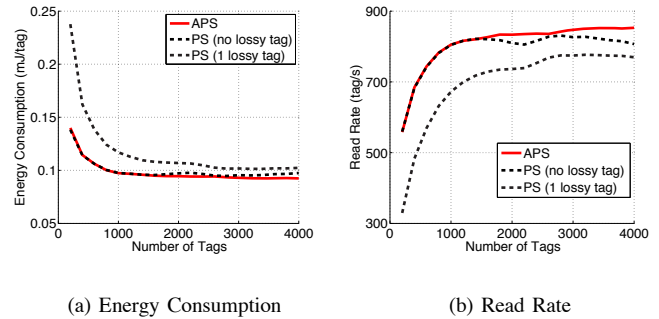 0.25
0.2
0.15
0.1
0.05
0 1000 2000 3000 4000
Number of Tags
Energy Consumption (mJ/tag)
APS
PS (no lossy tag)
PS (1 lossy tag)
(a) Energy Consumption
900
700
500
300
0 1000 2000 3000 4000
Number of Tags
Read Rate (tag/s)
APS
PS (no lossy tag)
PS (1 lossy tag)
(b) Read Rate